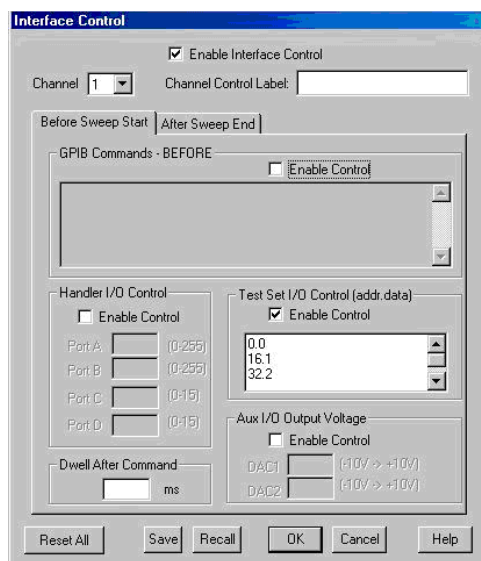 Interface Control
Enable Interface Control
Channel 1 Channel Control Label:
Before Sweep Start After Sweep End
GPIB Commands - BEFORE
Enable Control
Handler I/O Control
Enable Control
Port A (0-255)
Port B (0-255)
Port C (0-15)
Port D (0-15)
Test Set I/O Control (addr.data)
Enable Control
0.0
16.1
32.2
Aux I/O Output Voltage
Enable Control
DAC1 (-10V -> +10V)
DAC2 (-10V -> +10V)
Dwell After Command
ms
Reset All Save Recall OK Cancel Help